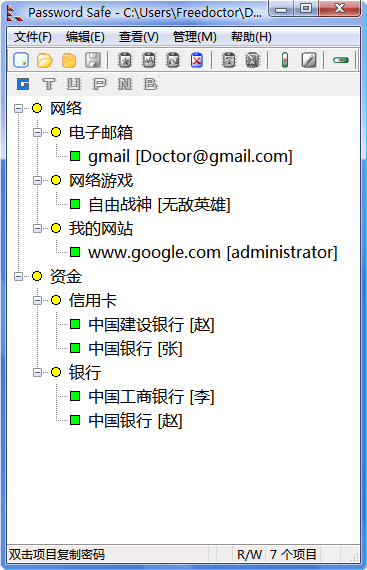 Password Safe - C:\Users\Freedoctor\D...
文件(F) 编辑(E) 查看(V) 管理(M) 帮助(H)
G T U P N B
网络
电子邮箱
gmail [Doctor@gmail.com]
网络游戏
自由战神 [无敌英雄]
我的网站
www.google.com [administrator]
资金
信用卡
中国建设银行 [赵]
中国银行 [张]
银行
中国工商银行 [李]
中国银行 [赵]
双击项目复制密码 R/W 7 个项目